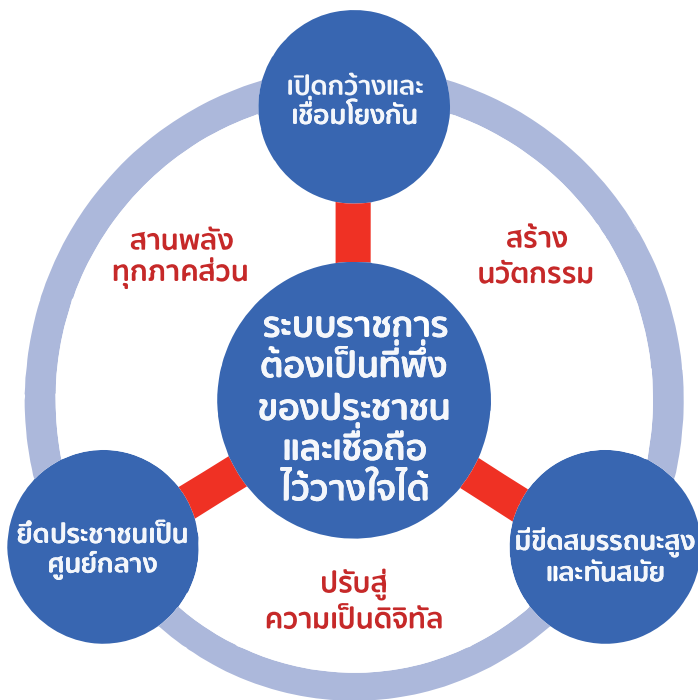 เปิดกว้างและ
เชื่อมโยงกัน
สานพลัง
ทุกภาคส่วน
สร้าง
นวัตกรรม
ระบบราชการ
ต้องเป็นที่พึ่ง
ของประชาชน
และเชื่อถือ
ไว้วางใจได้
ยึดประชาชนเป็น
ศูนย์กลาง
มีขีดสมรรถนะสูง
และทันสมัย
ปรับสู่
ความเป็นดิจิทัล